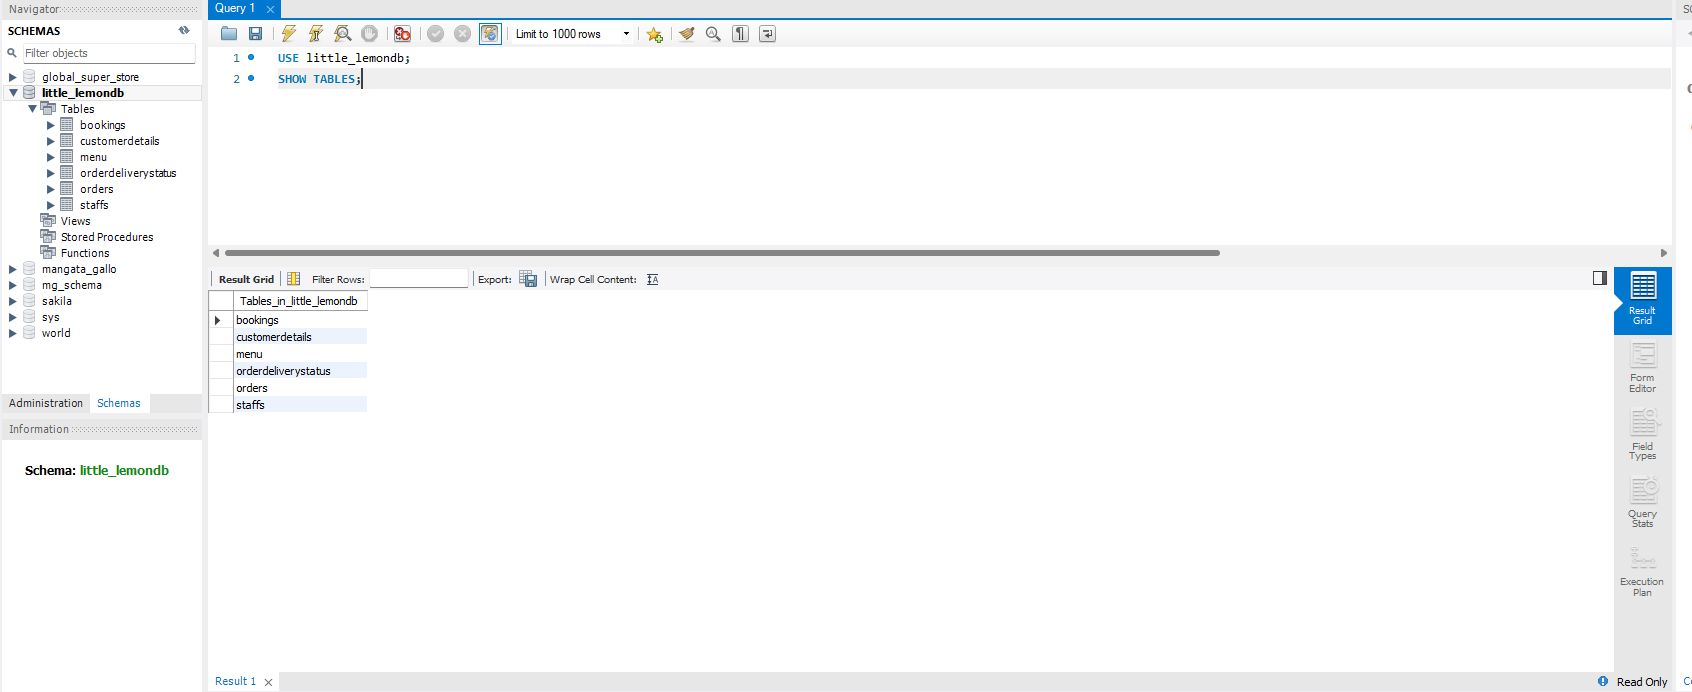 Navigator
SCHEMAS
Filter objects
global_super_store
little_lemondb
Tables
bookings
customerdetails
menu
orderdeliverystatus
orders
staffs
Views
Stored Procedures
Functions
mangata_gallo
mg_schema
sakila
sys
world
Administration Schemas
Information
Schema: little_lemondb
Query 1
Limit to 1000 rows
1 USE little_lemondb;
2 SHOW TABLES;
Result Grid Filter Rows: Export: Wrap Cell Content:
Tables_in_little_lemondb
bookings
customerdetails
menu
orderdeliverystatus
orders
staffs
Result
Grid
Form
Editor
Field
Types
Query
Stats
Execution
Plan
Result 1
Read Only